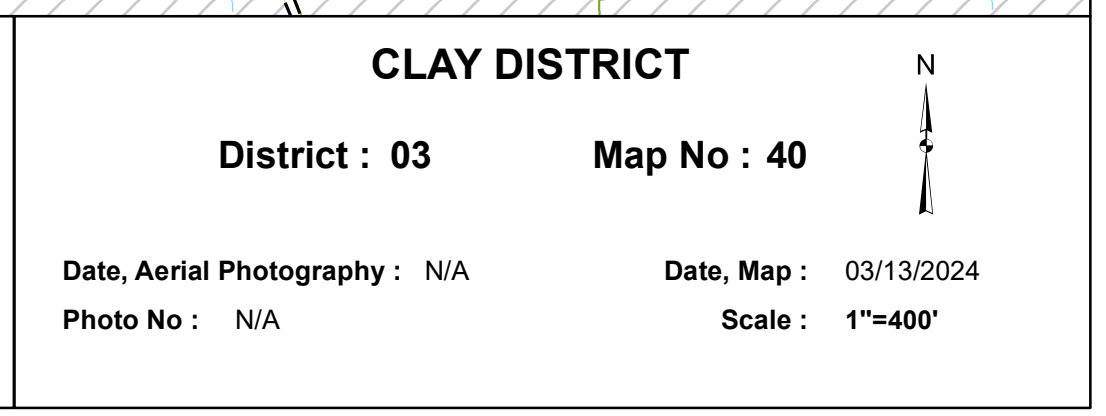 CLAY DISTRICT
N
District : 03 Map No : 40
Date, Aerial Photography : N/A Date, Map : 03/13/2024
Photo No : N/A Scale : 1"=400'